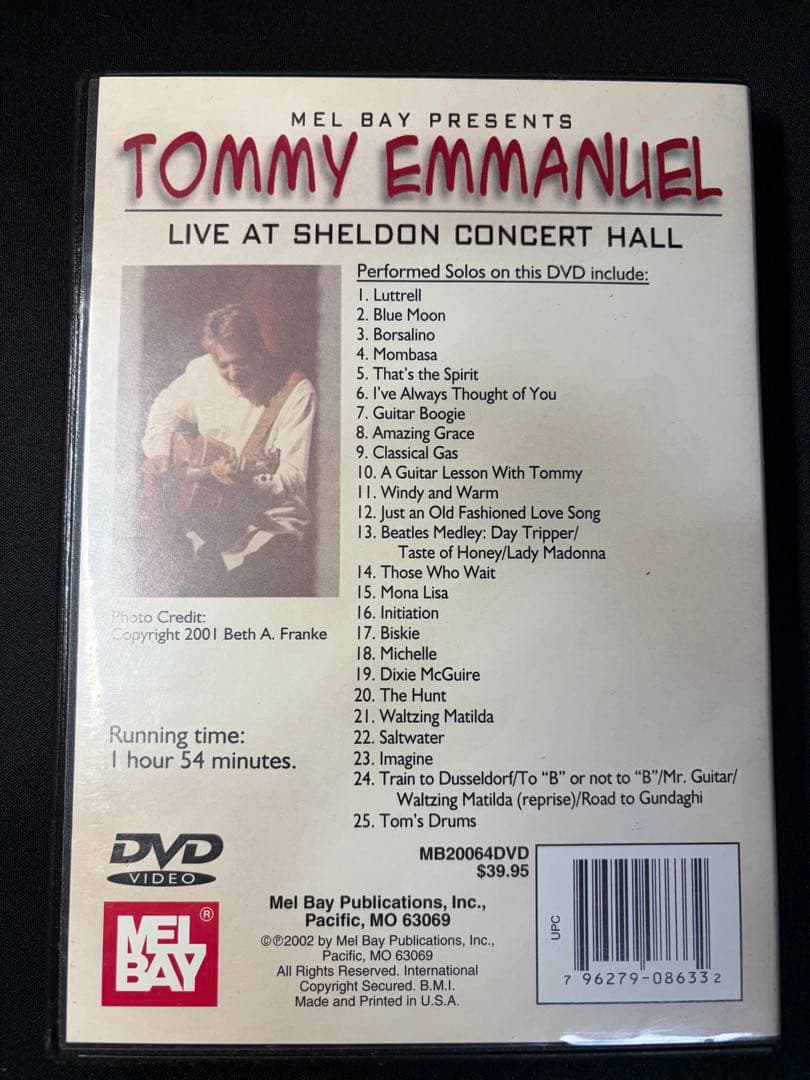 MEL BAY PRESENTS
TOMMY EMMANUEL
LIVE AT SHELDON CONCERT HALL
Performed Solos on this DVD include:
1. Luttrell
2. Blue Moon
3. Borsalino
4. Mombasa
5. That's the Spirit
6. I've Always Thought of You
7. Guitar Boogie
8. Amazing Grace
9. Classical Gas
10. A Guitar Lesson With Tommy
11. Windy and Warm
12. Just an Old Fashioned Love Song
13. Beatles Medley: Day Tripper/
Taste of Honey/Lady Madonna
14. Those Who Wait
15. Mona Lisa
16. Initiation
17. Biskie
18. Michelle
19. Dixie McGuire
20. The Hunt
21. Waltzing Matilda
22. Saltwater
23. Imagine
24. Train to Dusseldorf/To "B" or not to "B"/Mr. Guitar/
Waltzing Matilda (reprise)/Road to Gundaghi
25. Tom's Drums
Photo Credit:
Copyright 2001 Beth A. Franke
Running time:
1 hour 54 minutes.
DVD
VIDEO
MEL
BAY
®
MB20064DVD
$39.95
Mel Bay Publications, Inc.,
Pacific, MO 63069
©℗2002 by Mel Bay Publications, Inc.,
Pacific, MO 63069
All Rights Reserved. International
Copyright Secured. B.M.I.
Made and Printed in U.S.A.
UPC
7 96279-08633 2